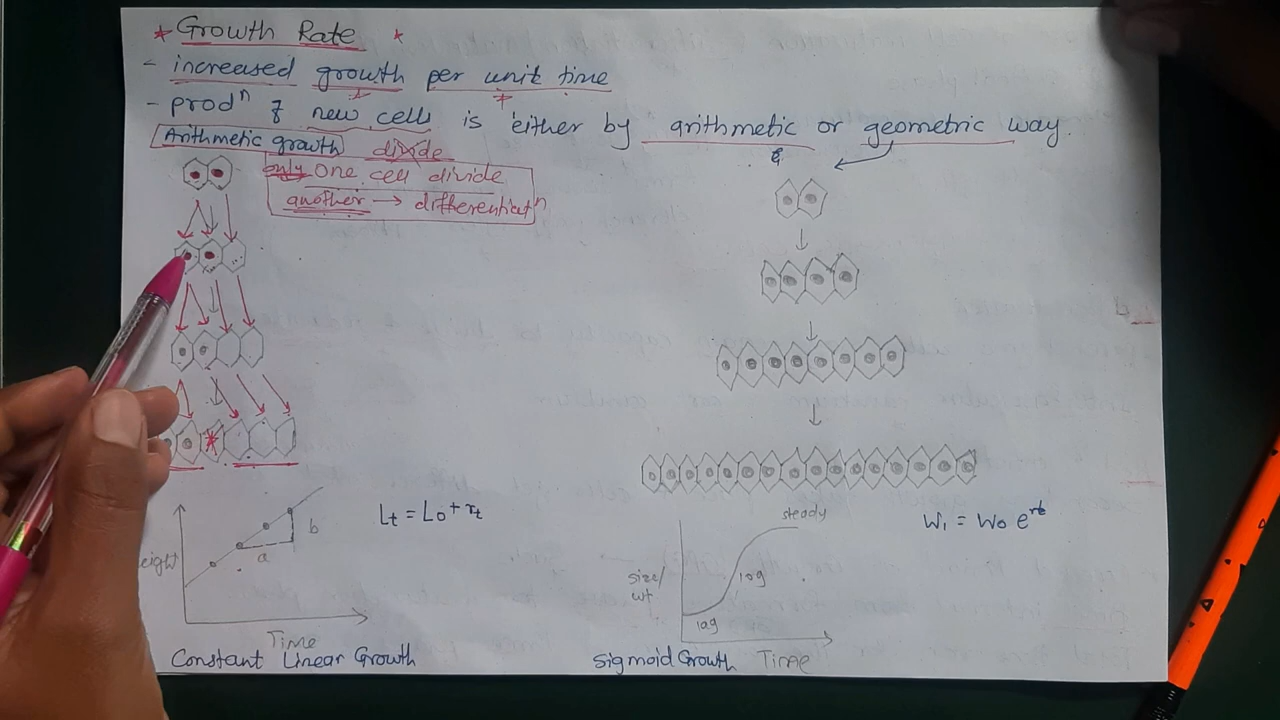 * Growth Rate *
- increased growth per unit time
- prodⁿ of new cells is either by arithmetic or geometric way.
Arithmetic growth divide
only One cell divide
another → differentiatⁿ
Lt = L0 + rt
b
a
eight
Time
Constant Linear Growth
W1 = W0 e^rt
steady
log
size/
wt
lag
Time
Sigmoid Growth